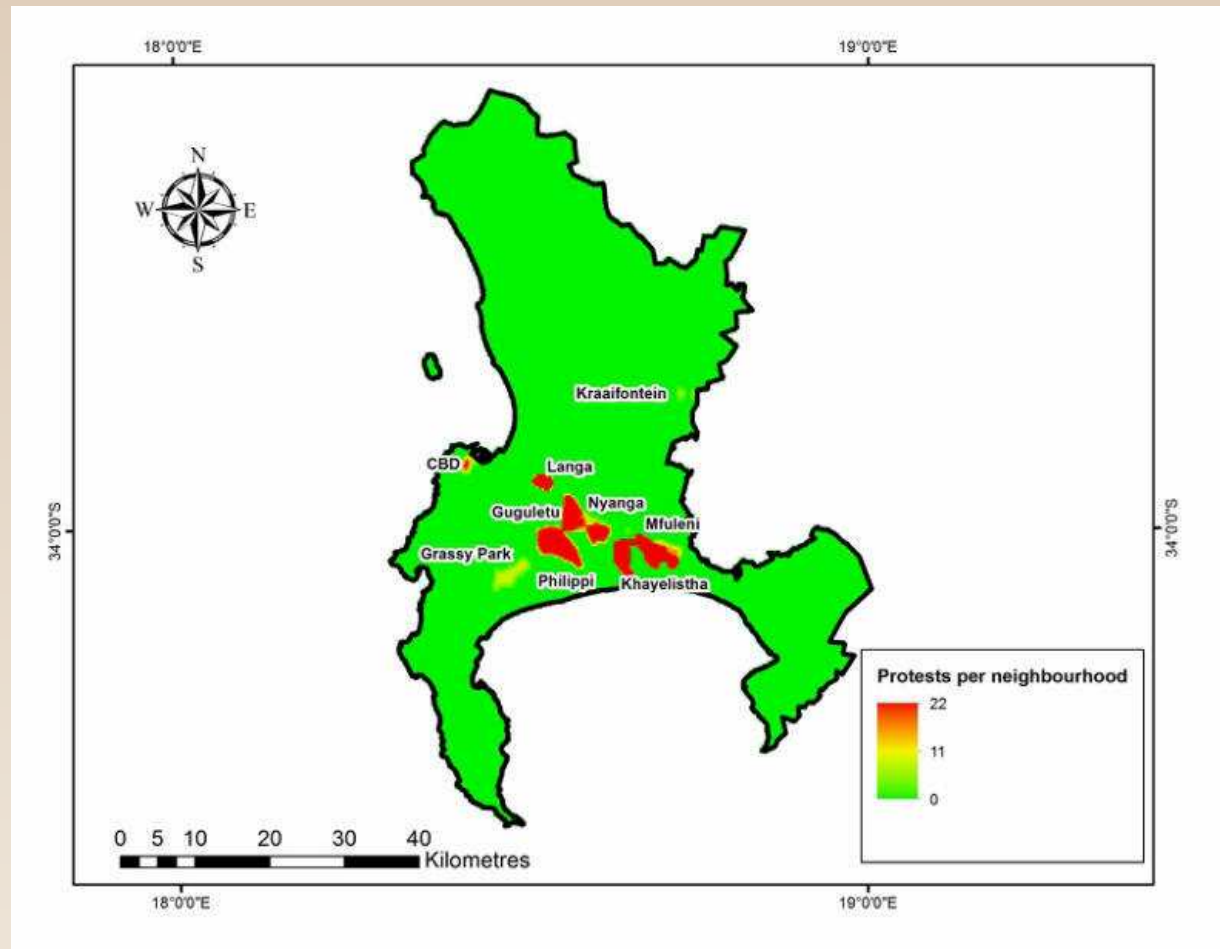 18°0'0"E
19°0'0"E
N
W
E
S
Kraaifontein
CBD
Langa
Nyanga
Guguletu
Mfuleni
34°0'0"S
34°0'0"S
Grassy Park
Philippi
Khayelistha
Protests per neighbourhood
22
11
0
0 5 10 20 30 40
Kilometres
18°0'0"E
19°0'0"E